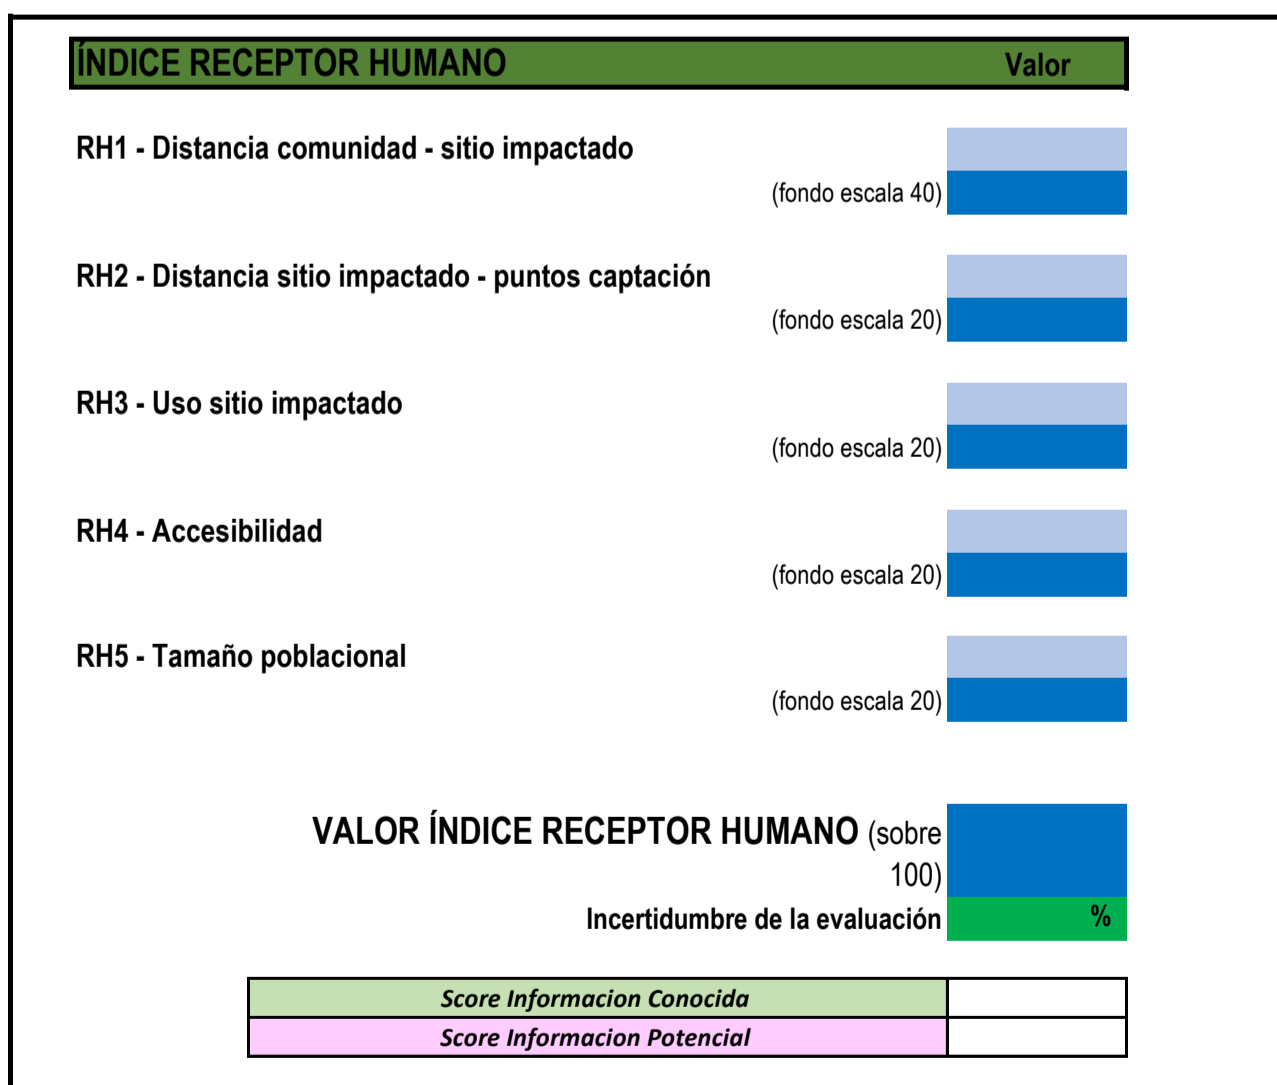 ÍNDICE RECEPTOR HUMANO Valor
RH1 - Distancia comunidad - sitio impactado
(fondo escala 40)
RH2 - Distancia sitio impactado - puntos captación
(fondo escala 20)
RH3 - Uso sitio impactado
(fondo escala 20)
RH4 - Accesibilidad
(fondo escala 20)
RH5 - Tamaño poblacional
(fondo escala 20)
VALOR ÍNDICE RECEPTOR HUMANO (sobre
100)
Incertidumbre de la evaluación %
Score Informacion Conocida
Score Informacion Potencial